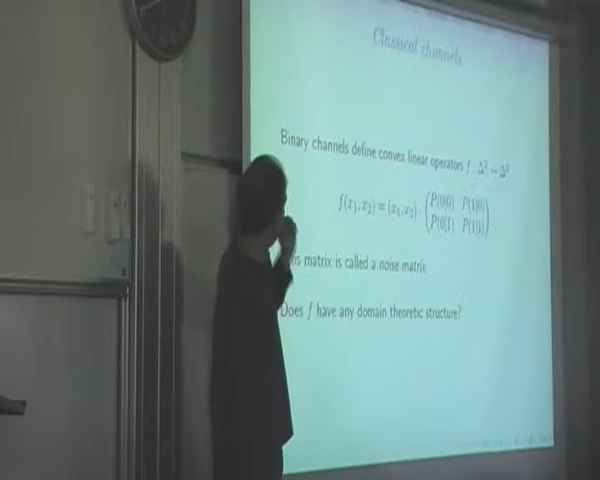 Classical channels
Binary channels define convex linear operators f : Δ² → Δ²
f(x₁, x₂) = (x₁, x₂) · ( P(0|0) P(1|0)
P(0|1) P(1|1) )
is matrix is called a noise matrix
Does f have any domain theoretic structure?